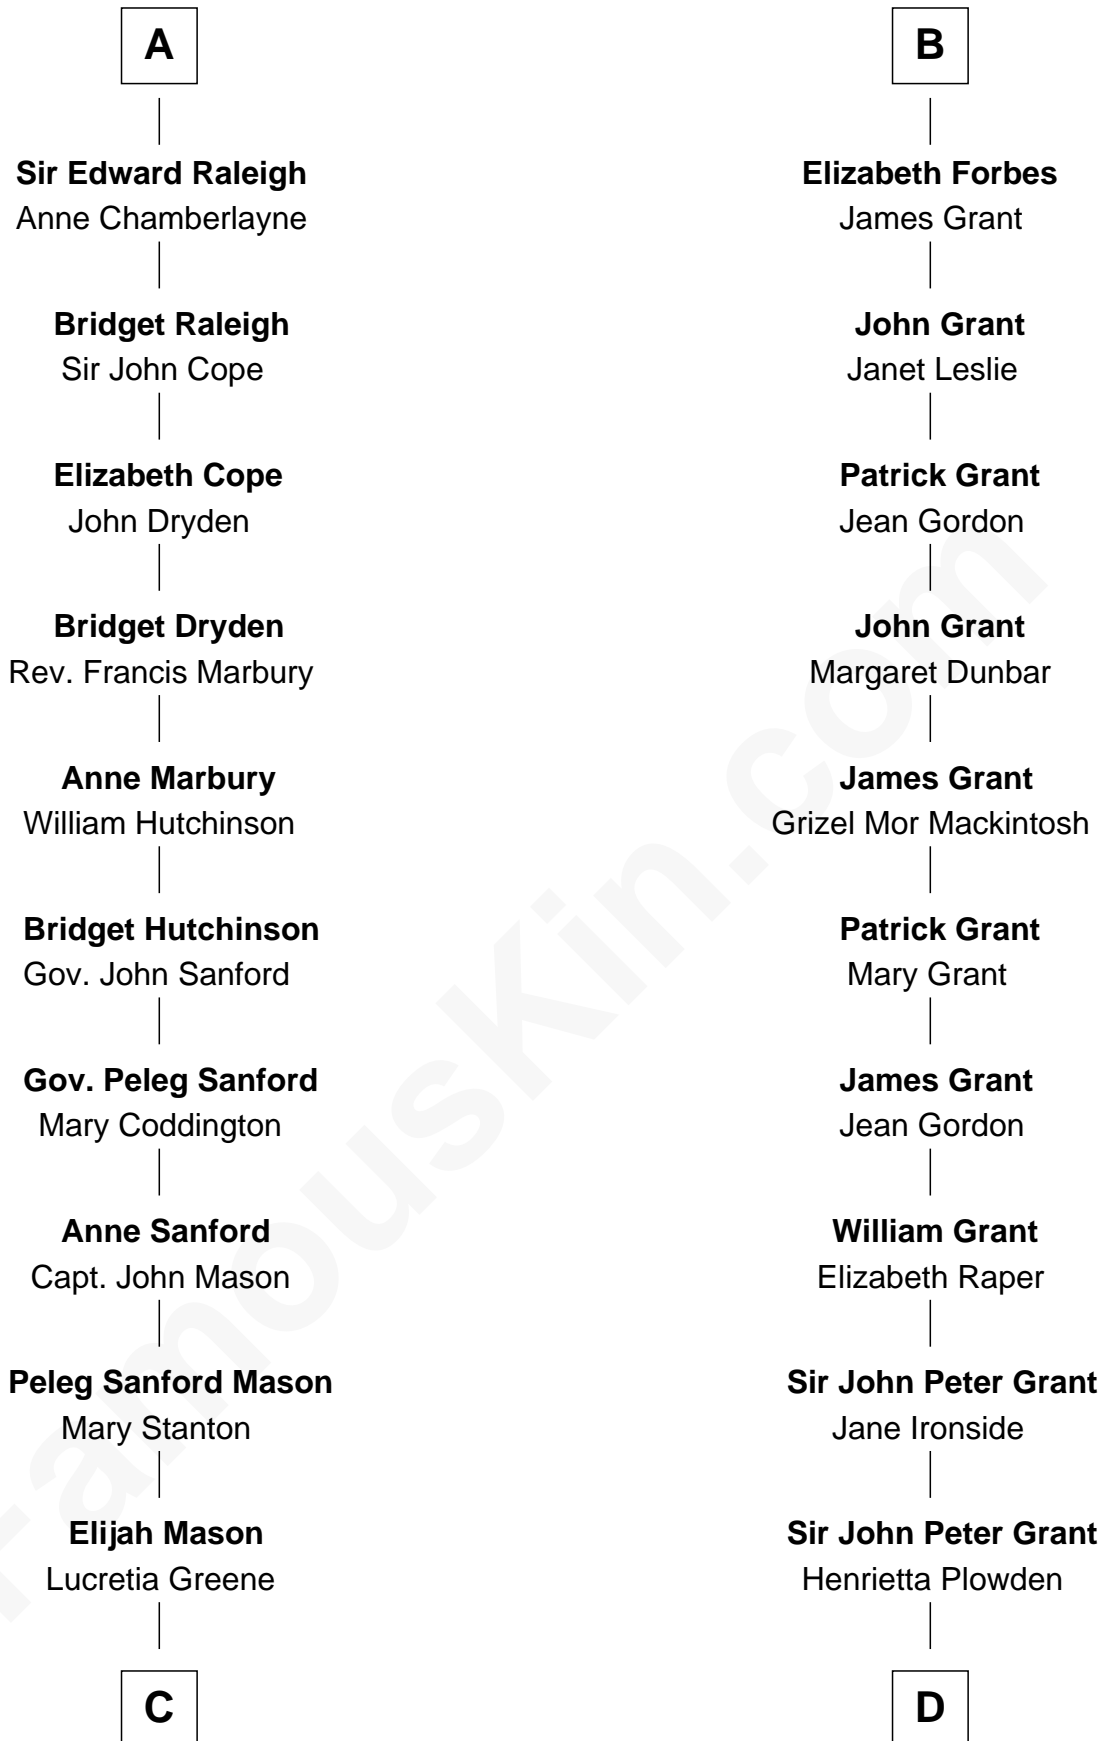 A
Sir Edward Raleigh
Anne Chamberlayne
Bridget Raleigh
Sir John Cope
Elizabeth Cope
John Dryden
Bridget Dryden
Rev. Francis Marbury
Anne Marbury
William Hutchinson
Bridget Hutchinson
Gov. John Sanford
Gov. Peleg Sanford
Mary Coddington
Anne Sanford
Capt. John Mason
Peleg Sanford Mason
Mary Stanton
Elijah Mason
Lucretia Greene
C
B
Elizabeth Forbes
James Grant
John Grant
Janet Leslie
Patrick Grant
Jean Gordon
John Grant
Margaret Dunbar
James Grant
Grizel Mor Mackintosh
Patrick Grant
Mary Grant
James Grant
Jean Gordon
William Grant
Elizabeth Raper
Sir John Peter Grant
Jane Ironside
Sir John Peter Grant
Henrietta Plowden
D
FamousKin.com